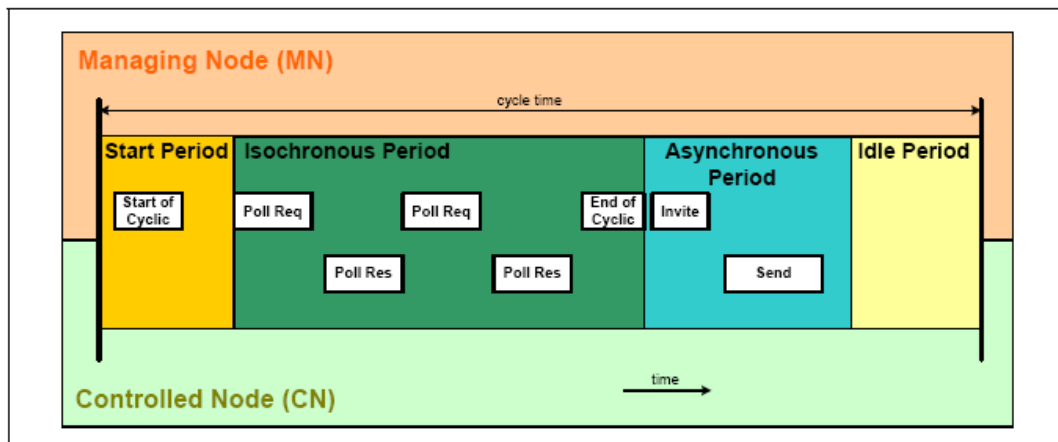 Managing Node (MN)
cycle time
Start Period
Isochronous Period
Asynchronous
Period
Idle Period
Start of
Cyclic
Poll Req
Poll Req
End of
Cyclic
Invite
Poll Res
Poll Res
Send
time
Controlled Node (CN)